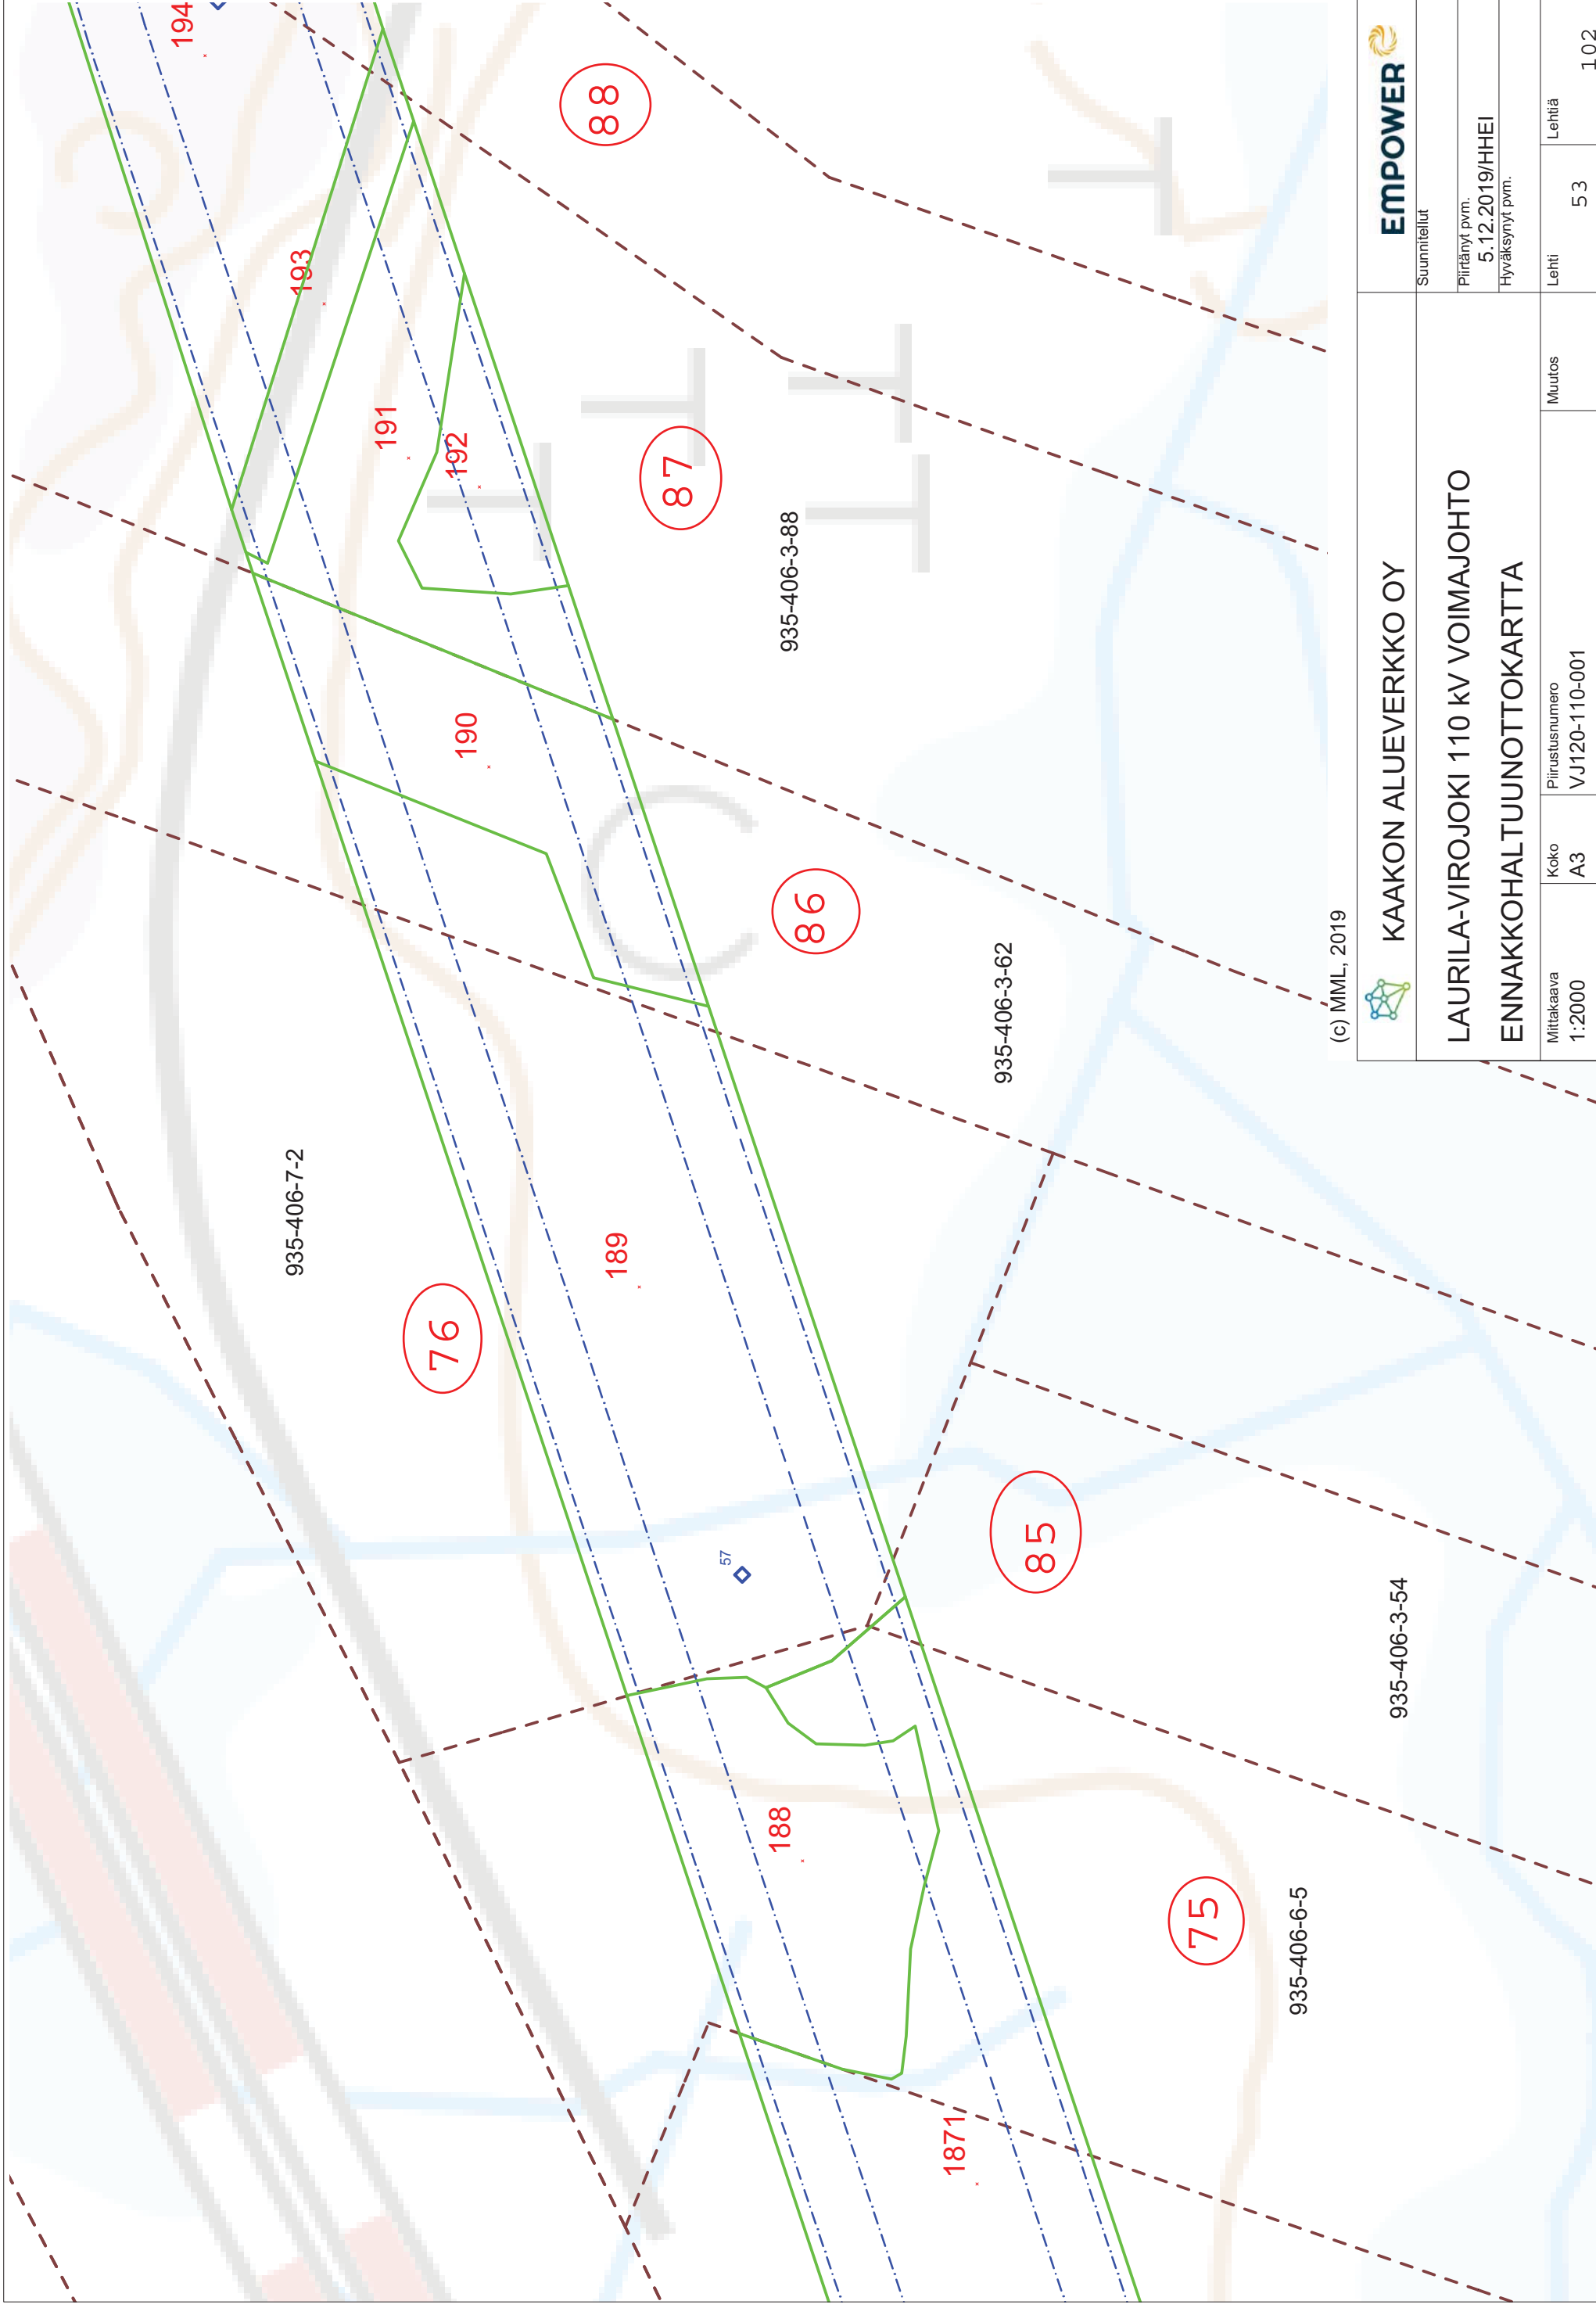 194
193
191
192
190
189
188
1871
57
88
87
86
76
85
75
935-406-3-88
935-406-3-62
935-406-7-2
935-406-3-54
935-406-6-5
(c) MML, 2019
KAAKON ALUEVERKKO OY
EMPOWER
LAURILA-VIROJOKI 110 kV VOIMAJOHTO
ENNAKKOHALTUUNOTTOKARTTA
Suunnitellut
Piirtänyt pvm.
5.12.2019/HHEI
Hyväksynyt pvm.
Mittakaava
1:2000
Koko
A3
Piirustusnumero
VJ120-110-001
Muutos
Lehti
53
Lehtiä
102